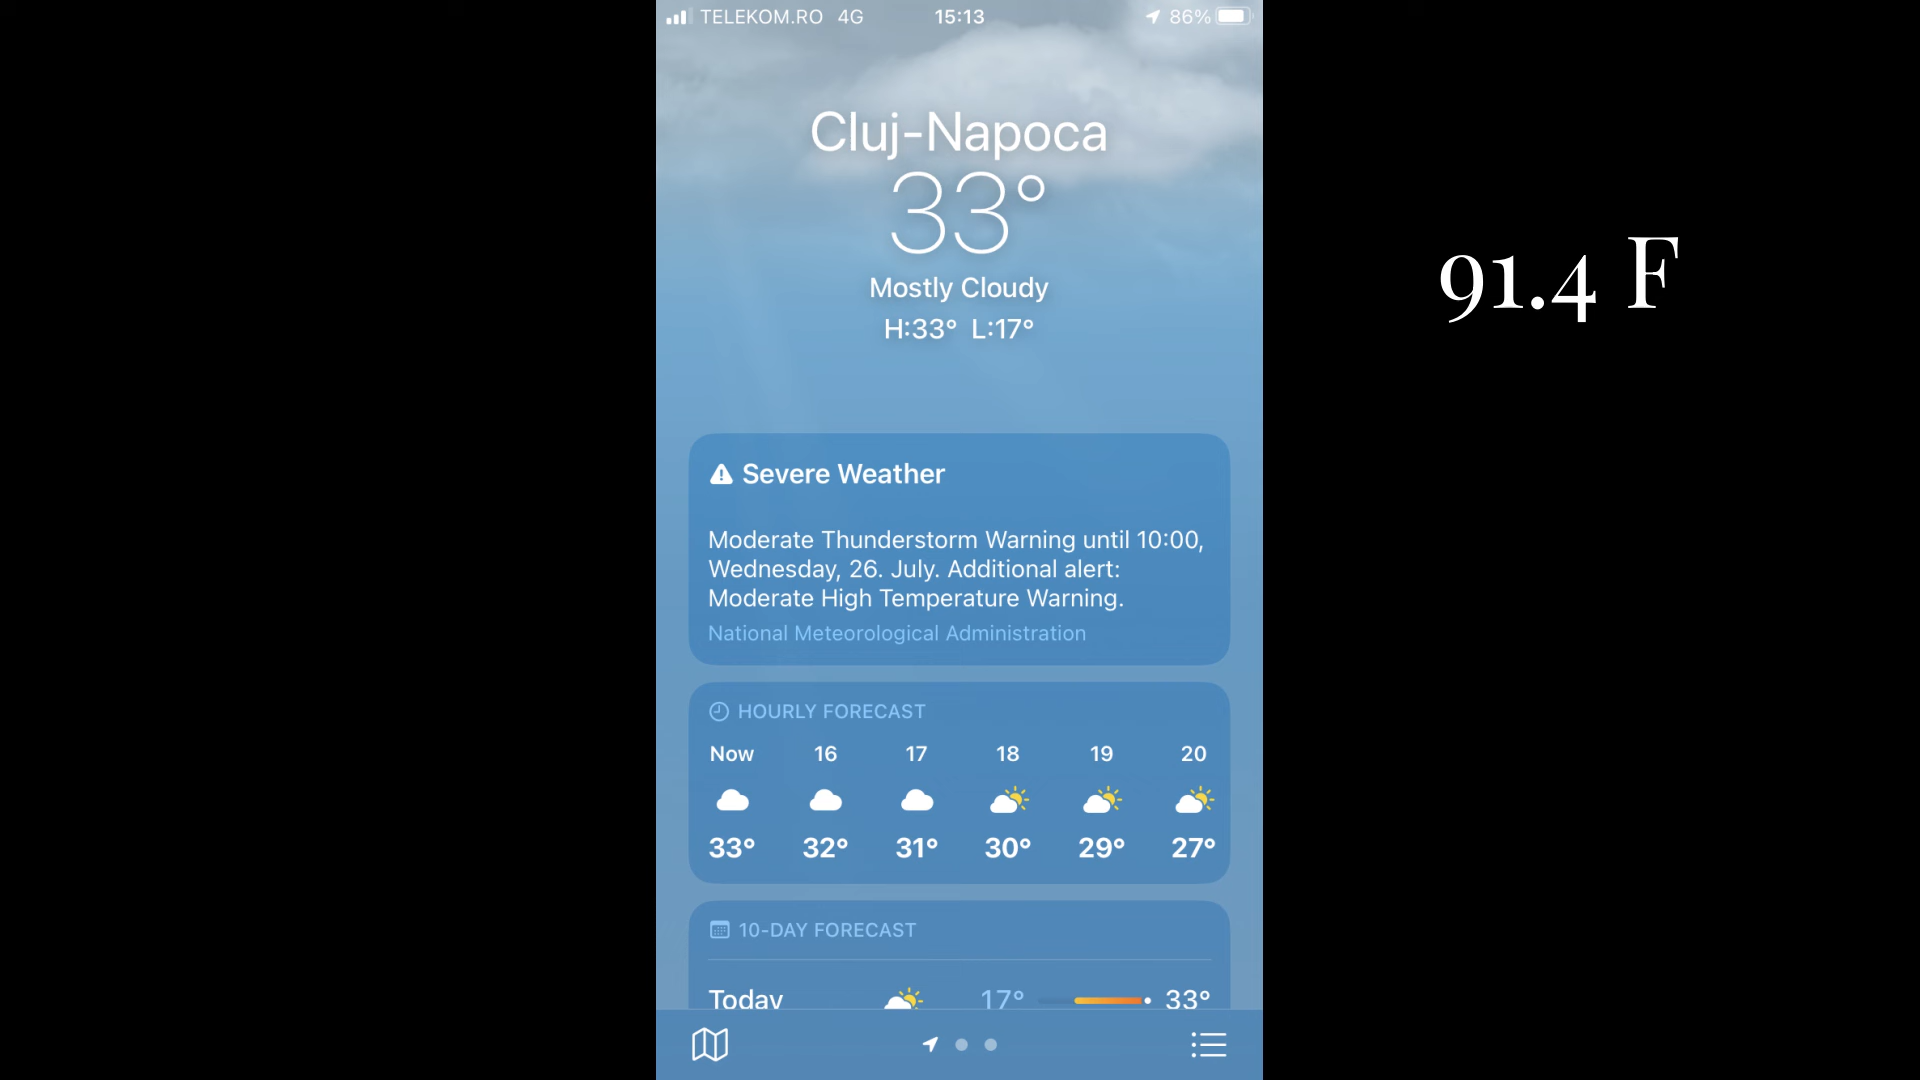 TELEKOM.RO 4G 15:13 86%
Cluj-Napoca
33°
91.4 F
Mostly Cloudy
H:33° L:17°
Severe Weather
Moderate Thunderstorm Warning until 10:00,
Wednesday, 26. July. Additional alert:
Moderate High Temperature Warning.
National Meteorological Administration
HOURLY FORECAST
Now 16 17 18 19 20
33° 32° 31° 30° 29° 27°
10-DAY FORECAST
Today 17° 33°